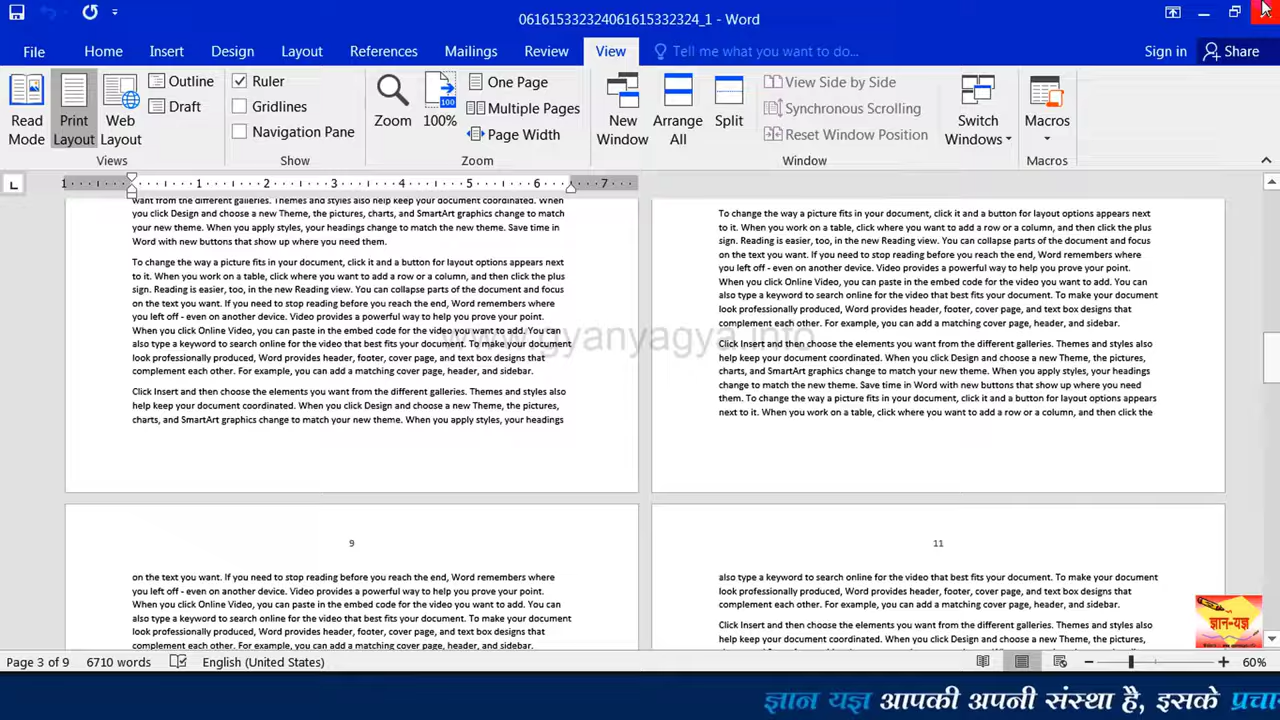 061615332324061615332324_1 - Word
File Home Insert Design Layout References Mailings Review View Tell me what you want to do... Sign in Share
Read Mode
Print Layout
Web Layout
Outline
Draft
Views
Ruler
Gridlines
Navigation Pane
Show
Zoom
100%
One Page
Multiple Pages
Page Width
Zoom
New Window
Arrange All
Split
View Side by Side
Synchronous Scrolling
Reset Window Position
Window
Switch Windows
Macros
Macros
1 1 2 3 4 5 6 7
want from the different galleries. Themes and styles also help keep your document coordinated. When
you click Design and choose a new Theme, the pictures, charts, and SmartArt graphics change to match
your new theme. When you apply styles, your headings change to match the new theme. Save time in
Word with new buttons that show up where you need them.
To change the way a picture fits in your document, click it and a button for layout options appears next
to it. When you work on a table, click where you want to add a row or a column, and then click the plus
sign. Reading is easier, too, in the new Reading view. You can collapse parts of the document and focus
on the text you want. If you need to stop reading before you reach the end, Word remembers where
you left off - even on another device. Video provides a powerful way to help you prove your point.
When you click Online Video, you can paste in the embed code for the video you want to add. You can
also type a keyword to search online for the video that best fits your document. To make your document
look professionally produced, Word provides header, footer, cover page, and text box designs that
complement each other. For example, you can add a matching cover page, header, and sidebar.
Click Insert and then choose the elements you want from the different galleries. Themes and styles also
help keep your document coordinated. When you click Design and choose a new Theme, the pictures,
charts, and SmartArt graphics change to match your new theme. When you apply styles, your headings
To change the way a picture fits in your document, click it and a button for layout options appears next
to it. When you work on a table, click where you want to add a row or a column, and then click the plus
sign. Reading is easier, too, in the new Reading view. You can collapse parts of the document and focus
on the text you want. If you need to stop reading before you reach the end, Word remembers where
you left off - even on another device. Video provides a powerful way to help you prove your point.
When you click Online Video, you can paste in the embed code for the video you want to add. You can
also type a keyword to search online for the video that best fits your document. To make your document
look professionally produced, Word provides header, footer, cover page, and text box designs that
complement each other. For example, you can add a matching cover page, header, and sidebar.
Click Insert and then choose the elements you want from the different galleries. Themes and styles also
help keep your document coordinated. When you click Design and choose a new Theme, the pictures,
charts, and SmartArt graphics change to match your new theme. When you apply styles, your headings
change to match the new theme. Save time in Word with new buttons that show up where you need
them. To change the way a picture fits in your document, click it and a button for layout options appears
next to it. When you work on a table, click where you want to add a row or a column, and then click the
www.gyanyagya.info
9
on the text you want. If you need to stop reading before you reach the end, Word remembers where
you left off - even on another device. Video provides a powerful way to help you prove your point.
When you click Online Video, you can paste in the embed code for the video you want to add. You can
also type a keyword to search online for the video that best fits your document. To make your document
look professionally produced, Word provides header, footer, cover page, and text box designs that
complement each other. For example, you can add a matching cover page, header, and sidebar.
11
also type a keyword to search online for the video that best fits your document. To make your document
look professionally produced, Word provides header, footer, cover page, and text box designs that
complement each other. For example, you can add a matching cover page, header, and sidebar.
Click Insert and then choose the elements you want from the different galleries. Themes and styles also
help keep your document coordinated. When you click Design and choose a new Theme, the pictures,
ज्ञान-यज्ञ
Page 3 of 9 6710 words English (United States) 60%
ज्ञान यज्ञ आपकी अपनी संस्था है, इसके प्रचा